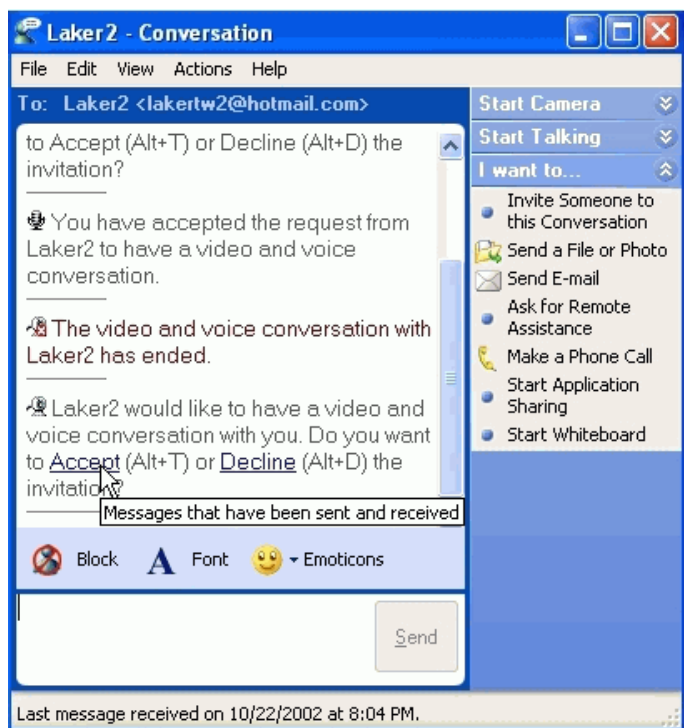 Laker2 - Conversation
File Edit View Actions Help
To: Laker2 <lakertw2@hotmail.com>
to Accept (Alt+T) or Decline (Alt+D) the
invitation?
You have accepted the request from
Laker2 to have a video and voice
conversation.
The video and voice conversation with
Laker2 has ended.
Laker2 would like to have a video and
voice conversation with you. Do you want
to Accept (Alt+T) or Decline (Alt+D) the
invitation?
Messages that have been sent and received
Block Font Emoticons
Send
Start Camera
Start Talking
I want to...
Invite Someone to
this Conversation
Send a File or Photo
Send E-mail
Ask for Remote
Assistance
Make a Phone Call
Start Application
Sharing
Start Whiteboard
Last message received on 10/22/2002 at 8:04 PM.